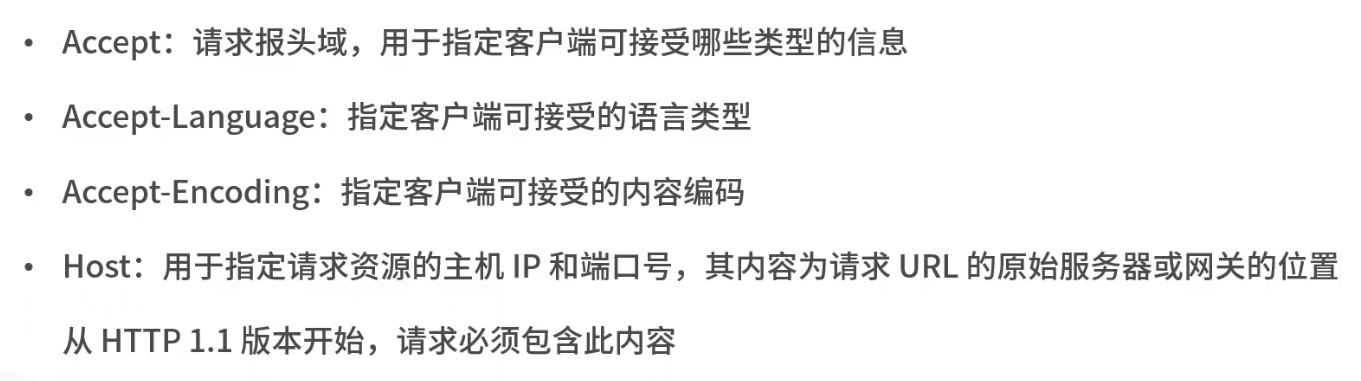 • Accept：请求报头域，用于指定客户端可接受哪些类型的信息
• Accept-Language：指定客户端可接受的语言类型
• Accept-Encoding：指定客户端可接受的内容编码
• Host：用于指定请求资源的主机 IP 和端口号，其内容为请求 URL 的原始服务器或网关的位置
从 HTTP 1.1 版本开始，请求必须包含此内容